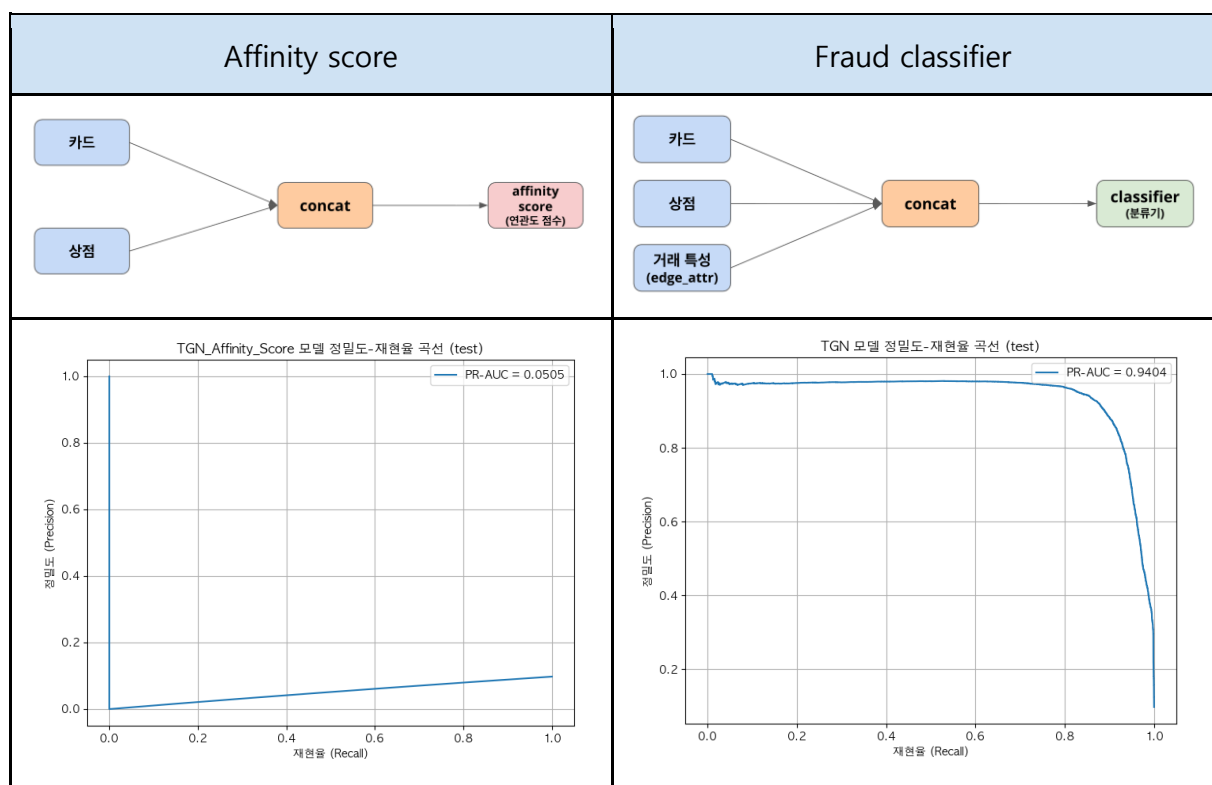 Affinity score
Fraud classifier
카드
상점
concat
affinity
score
(연관도 점수)
카드
상점
거래 특성
(edge_attr)
concat
classifier
(분류기)
TGN_Affinity_Score 모델 정밀도-재현율 곡선 (test)
PR-AUC = 0.0505
1.0
0.8
0.6
0.4
0.2
0.0
정밀도 (Precision)
0.0 0.2 0.4 0.6 0.8 1.0
재현율 (Recall)
TGN 모델 정밀도-재현율 곡선 (test)
PR-AUC = 0.9404
1.0
0.8
0.6
0.4
0.2
정밀도 (Precision)
0.0 0.2 0.4 0.6 0.8 1.0
재현율 (Recall)